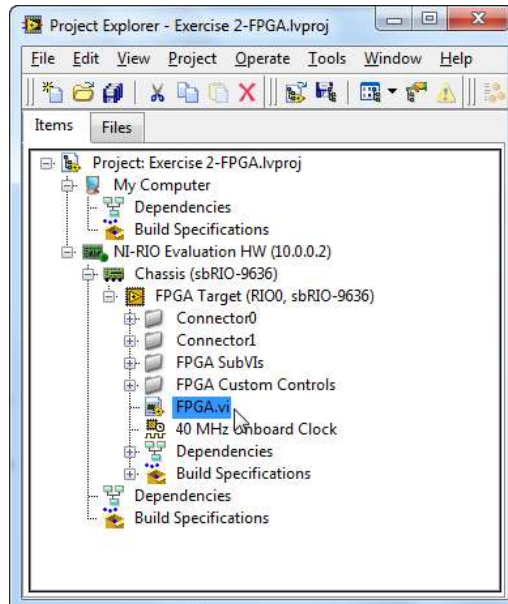 Project Explorer - Exercise 2-FPGA.lvproj
File Edit View Project Operate Tools Window Help
Items Files
Project: Exercise 2-FPGA.lvproj
My Computer
Dependencies
Build Specifications
NI-RIO Evaluation HW (10.0.0.2)
Chassis (sbRIO-9636)
FPGA Target (RIO0, sbRIO-9636)
Connector0
Connector1
FPGA SubVIs
FPGA Custom Controls
FPGA.vi
40 MHz Onboard Clock
Dependencies
Build Specifications
Dependencies
Build Specifications